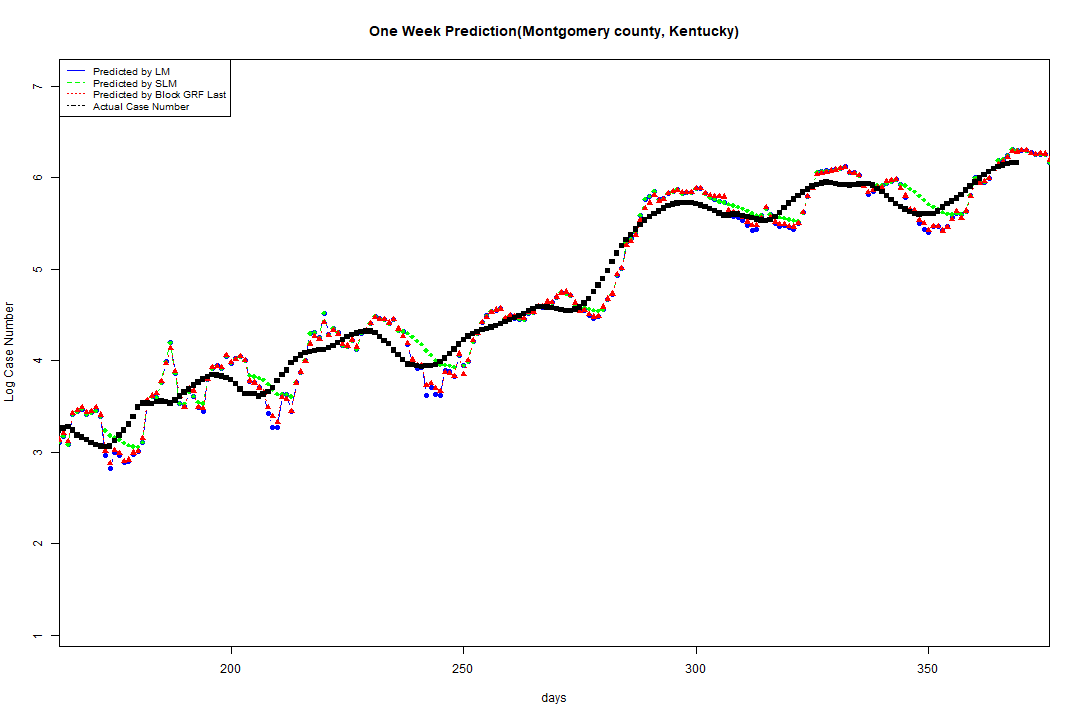 One Week Prediction(Montgomery county, Kentucky)
Predicted by LM
Predicted by SLM
Predicted by Block GRF Last
Actual Case Number
7
6
5
4
3
2
1
Log Case Number
200 250 300 350
days